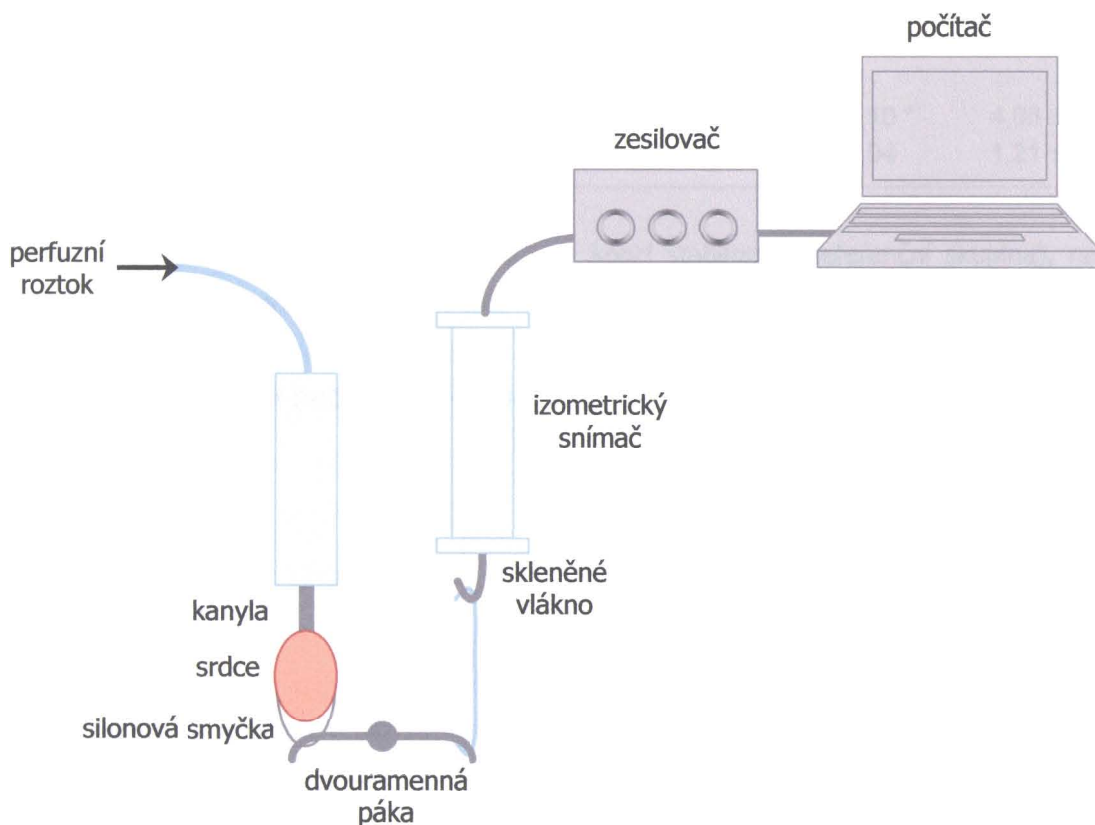 počítač
zesilovač
perfuzní
roztok
izometrický
snímač
skleněné
vlákno
kanyla
srdce
silonová smyčka
dvouramenná
páka